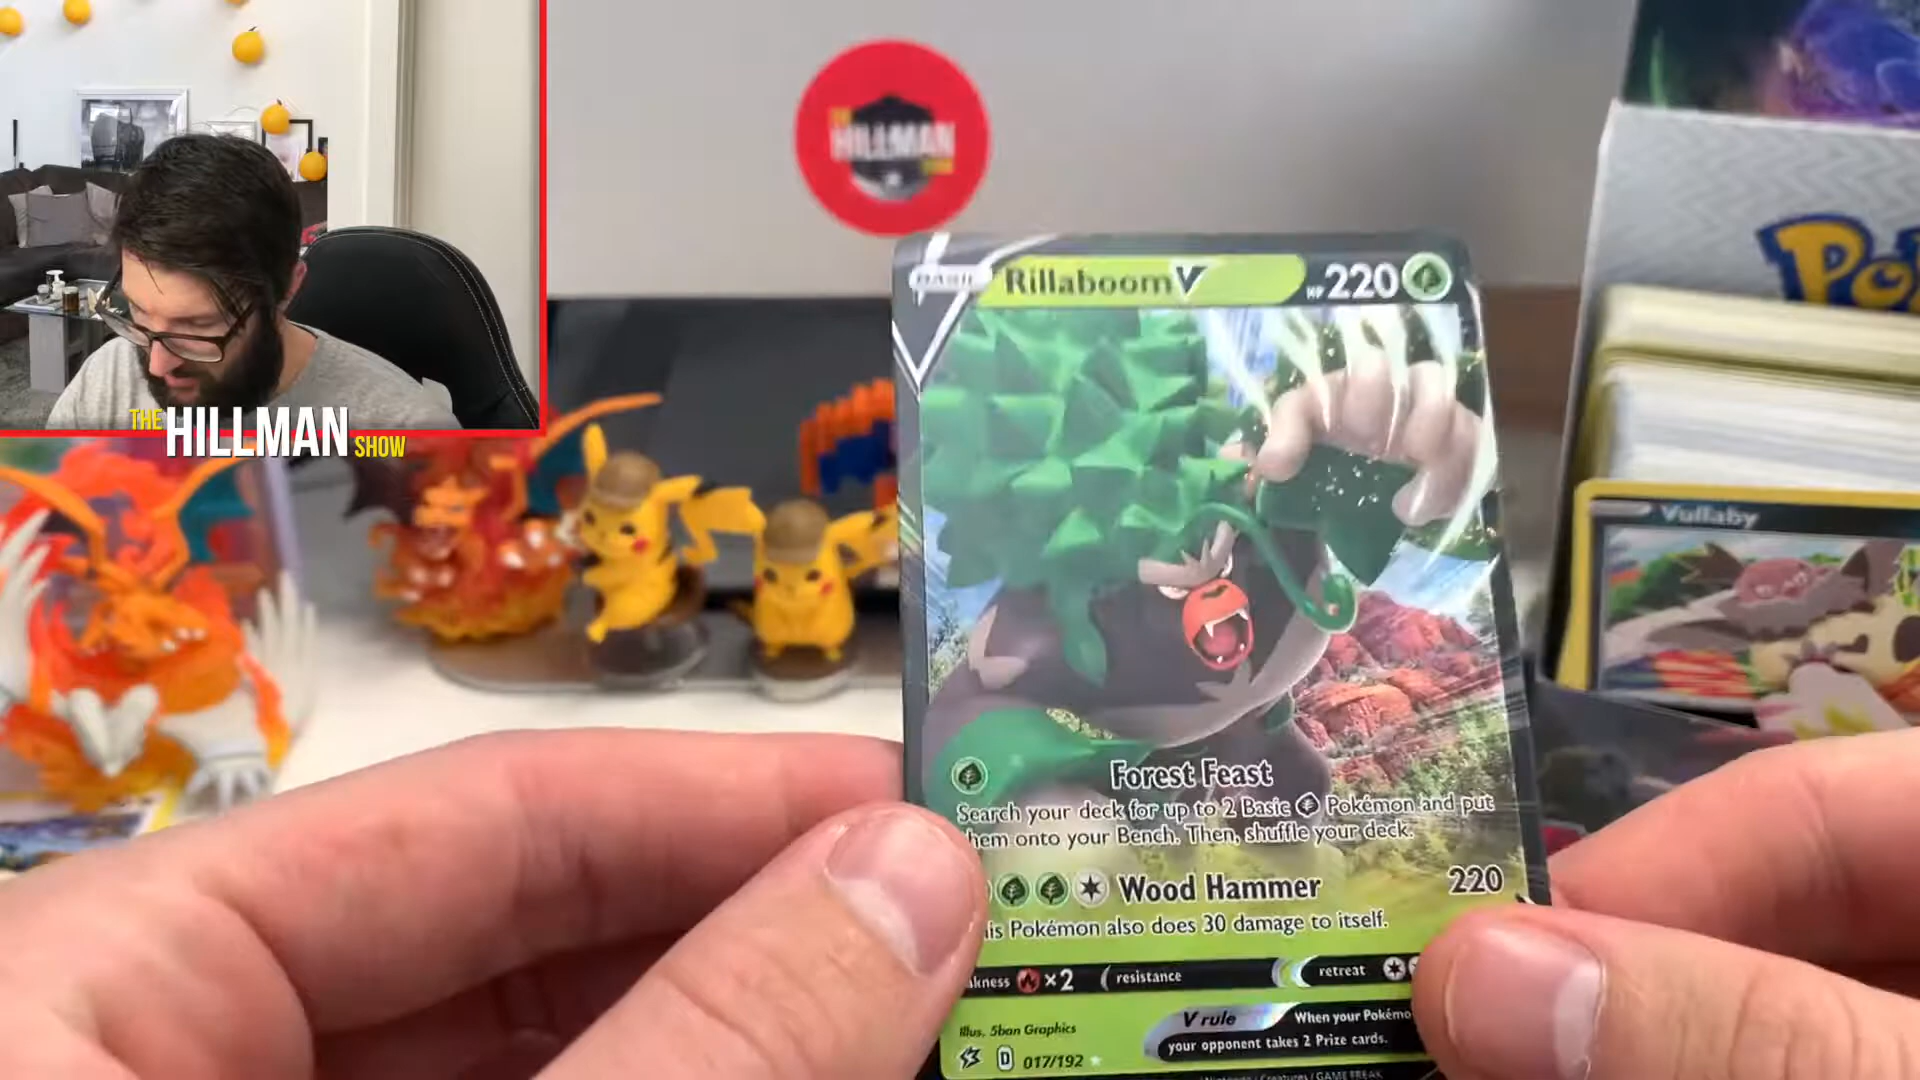 THE
HILLMAN
SHOW
THE
HILLMAN
SHOW
Rillaboom V
HP 220
Forest Feast
Search your deck for up to 2 Basic Pokémon and put
hem onto your Bench. Then, shuffle your deck.
Wood Hammer 220
is Pokémon also does 30 damage to itself.
kness ×2 resistance retreat
Illus. 5ban Graphics
V rule When your Pokémo
your opponent takes 2 Prize cards.
D 017/192
Po
Vullaby